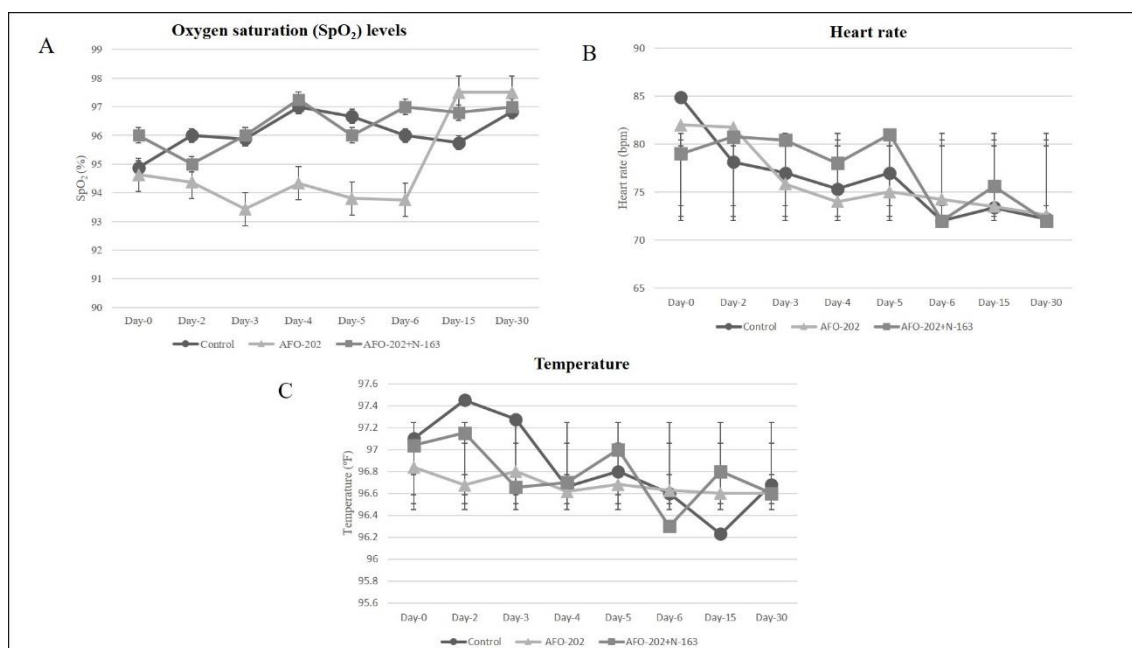 A
Oxygen saturation (SpO₂) levels
99
98
97
96
95
94
93
92
91
90
SpO₂ (%)
Day-0 Day-2 Day-3 Day-4 Day-5 Day-6 Day-15 Day-30
Control AFO-202 AFO-202+N-163
B
Heart rate
90
85
80
75
70
65
Heart rate (bpm)
Day-0 Day-2 Day-3 Day-4 Day-5 Day-6 Day-15 Day-30
Control AFO-202 AFO-202+N-163
C
Temperature
97.6
97.4
97.2
97
96.8
96.6
96.4
96.2
96
95.8
95.6
Temperature (°F)
Day-0 Day-2 Day-3 Day-4 Day-5 Day-6 Day-15 Day-30
Control AFO-202 AFO-202+N-163